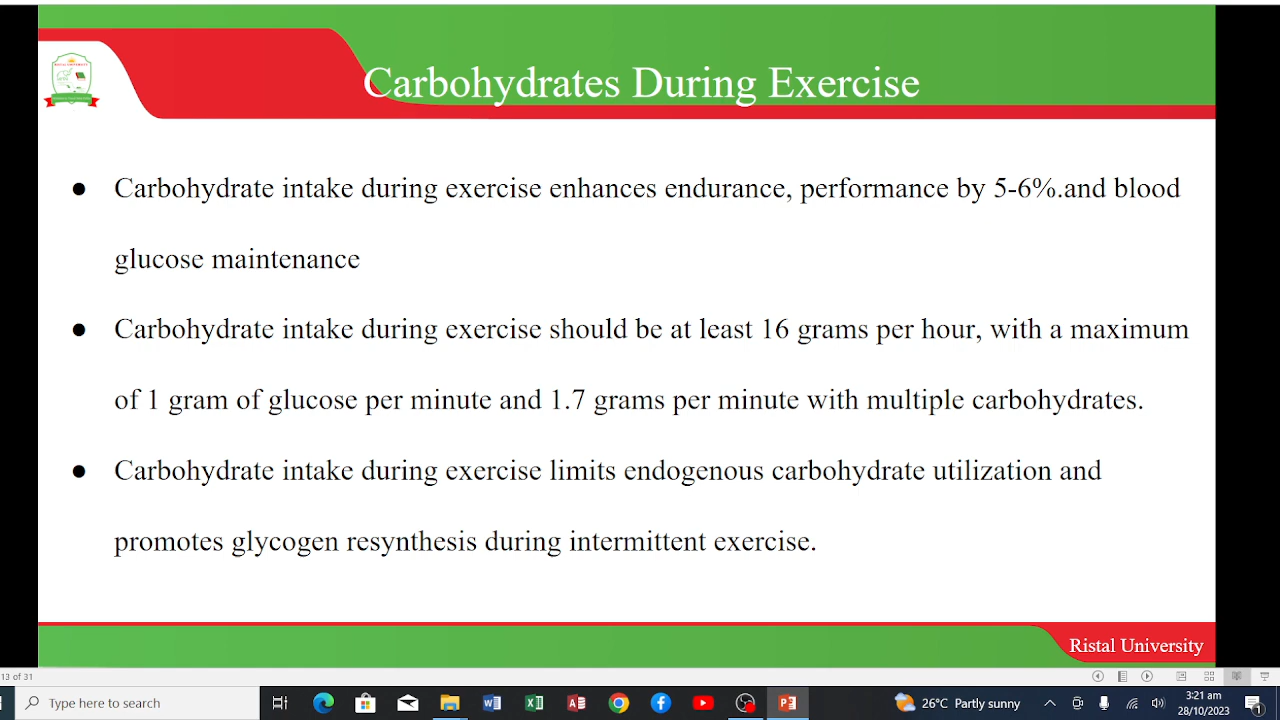 Carbohydrates During Exercise
● Carbohydrate intake during exercise enhances endurance, performance by 5-6%.and blood
glucose maintenance
● Carbohydrate intake during exercise should be at least 16 grams per hour, with a maximum
of 1 gram of glucose per minute and 1.7 grams per minute with multiple carbohydrates.
● Carbohydrate intake during exercise limits endogenous carbohydrate utilization and
promotes glycogen resynthesis during intermittent exercise.
Ristal University
13 of 31
Type here to search
26°C Partly sunny
3:21 am
28/10/2023
1